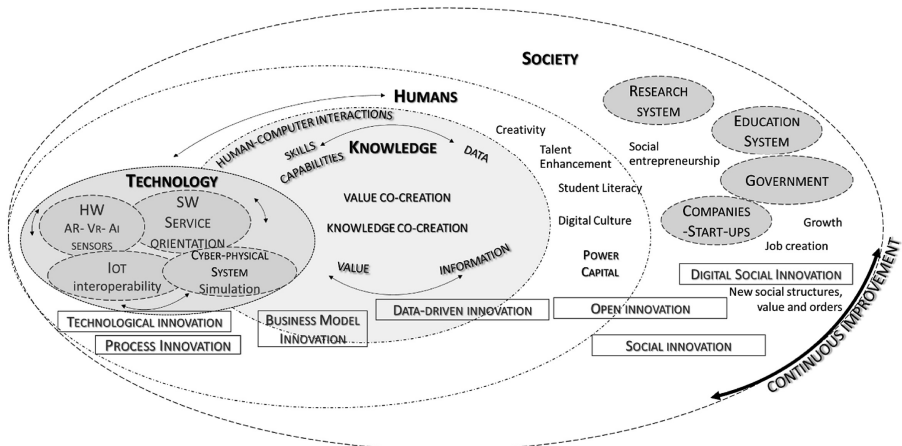 SOCIETY
HUMANS
RESEARCH
SYSTEM
EDUCATION
SYSTEM
GOVERNMENT
COMPANIES
-START-UPS
Social
entrepreneurship
Growth
Job creation
DIGITAL SOCIAL INNOVATION
New social structures,
value and orders
CONTINUOUS IMPROVEMENT
HUMAN-COMPUTER INTERACTIONS
SKILLS
CAPABILITIES
KNOWLEDGE
DATA
Creativity
Talent
Enhancement
Student Literacy
Digital Culture
POWER
CAPITAL
VALUE CO-CREATION
KNOWLEDGE CO-CREATION
VALUE
INFORMATION
TECHNOLOGY
HW
AR- VR- AI
SENSORS
SW
SERVICE
ORIENTATION
IOT
interoperability
CYBER-PHYSICAL
SYSTEM
Simulation
TECHNOLOGICAL INNOVATION
PROCESS INNOVATION
BUSINESS MODEL
INNOVATION
DATA-DRIVEN INNOVATION
OPEN INNOVATION
SOCIAL INNOVATION